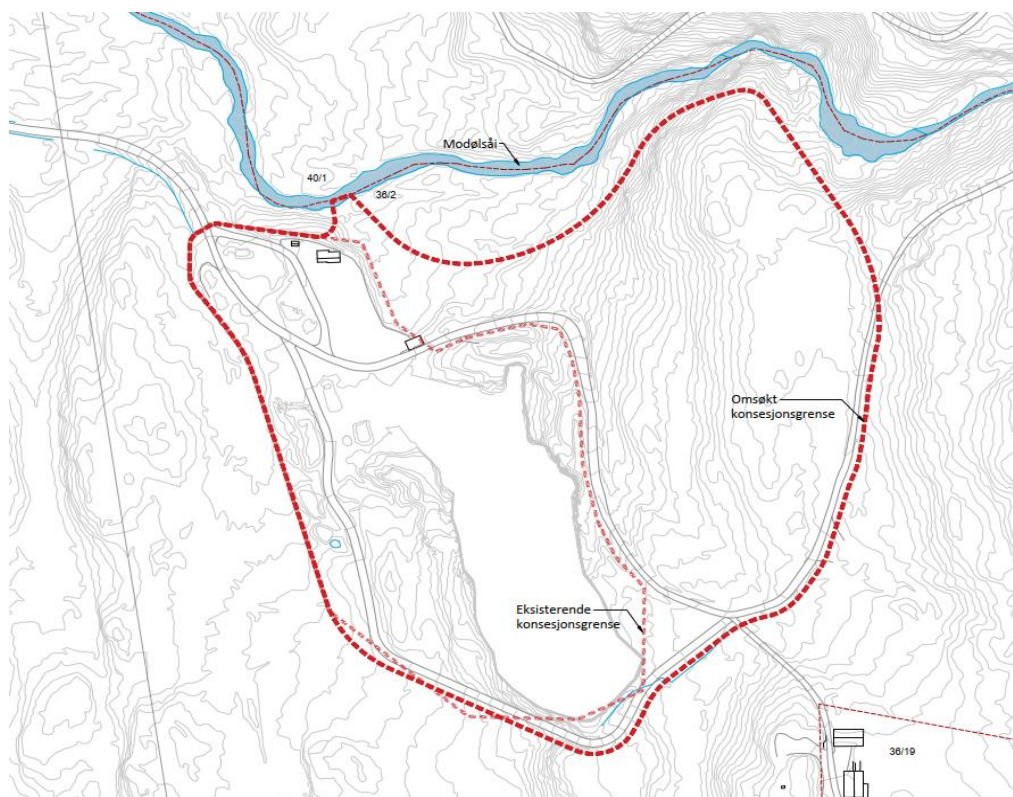 Modølsåi
40/1
36/2
Omsøkt
konsesjonsgrense
Eksisterende
konsesjonsgrense
36/19